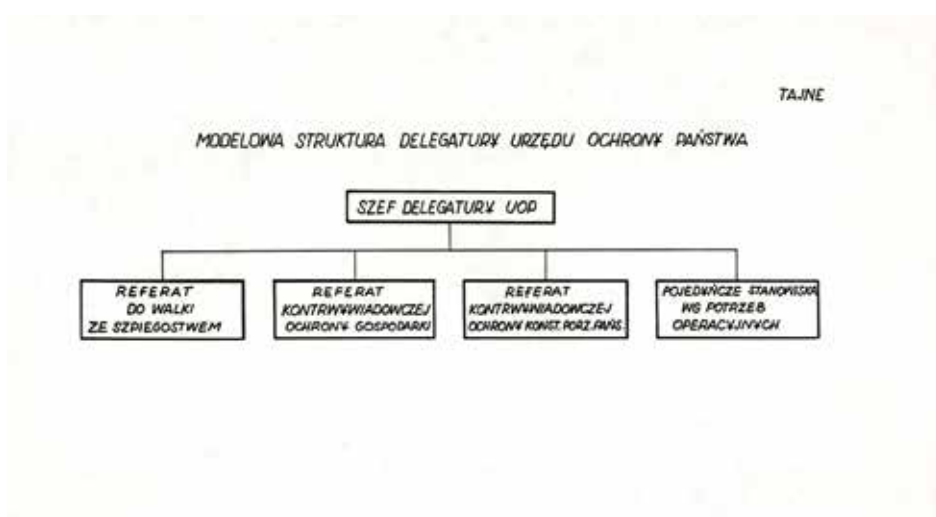 TAJNE
MODELOWA STRUKTURA DELEGATURY URZĘDU OCHRONY PAŃSTWA
SZEF DELEGATURY UOP
REFERAT
DO WALKI
ZE SZPIEGOSTWEM
REFERAT
KONTRWYWIADOWCZEJ
OCHRONY GOSPODARKI
REFERAT
KONTRWYWIADOWCZEJ
OCHRONY KONST. PORZ. PAŃS.
POJEDYŃCZE STANOWISKA
WG POTRZEB
OPERACYJNYCH